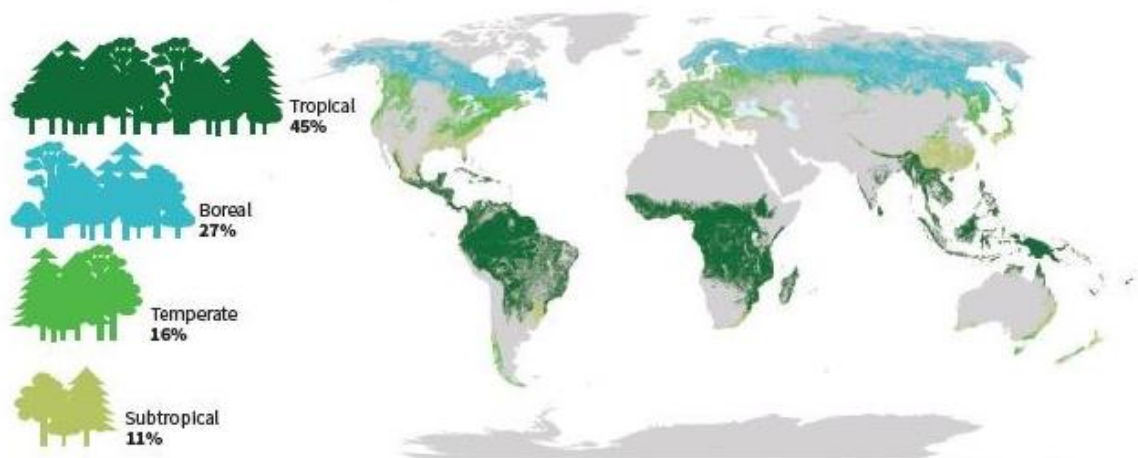 Tropical
45%
Boreal
27%
Temperate
16%
Subtropical
11%